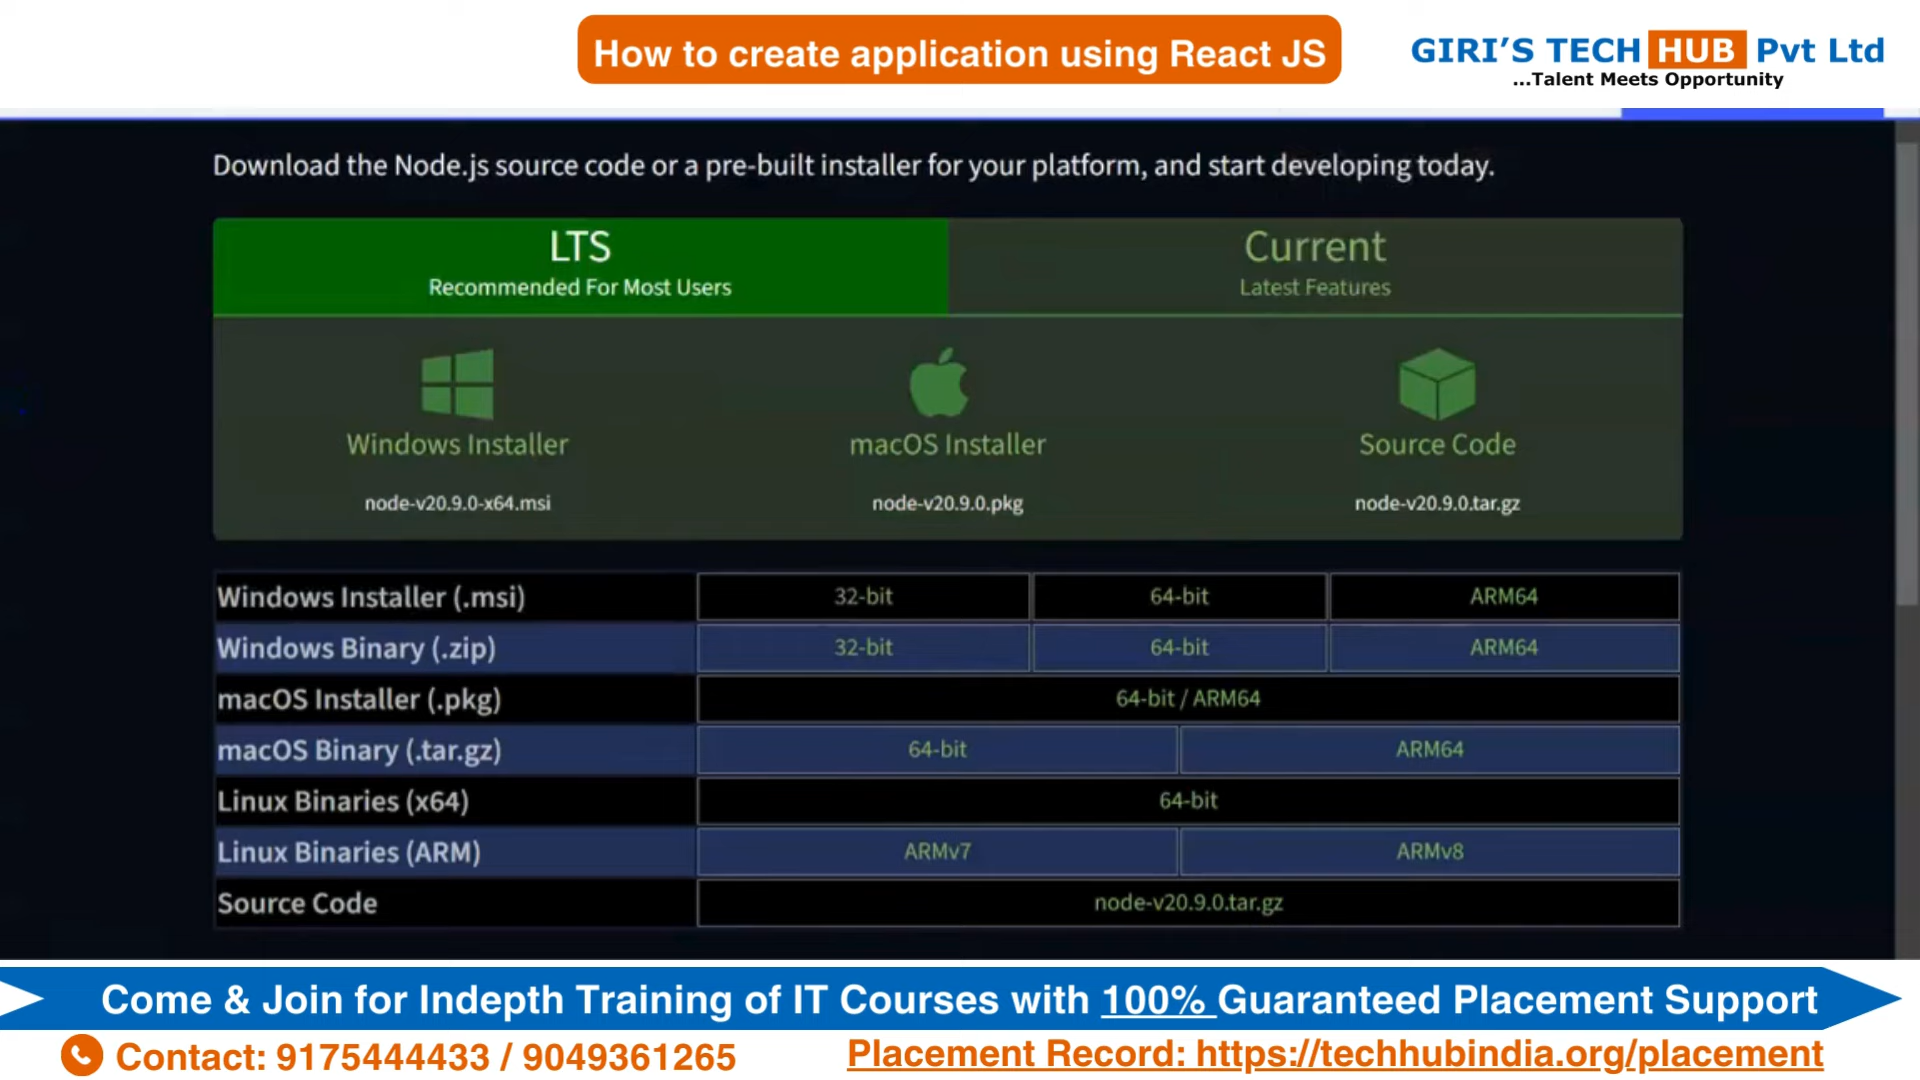 How to create application using React JS
GIRI'S TECH HUB Pvt Ltd
...Talent Meets Opportunity
Download the Node.js source code or a pre-built installer for your platform, and start developing today.
LTS
Recommended For Most Users
Current
Latest Features
Windows Installer
node-v20.9.0-x64.msi
macOS Installer
node-v20.9.0.pkg
Source Code
node-v20.9.0.tar.gz
Windows Installer (.msi) 32-bit 64-bit ARM64
Windows Binary (.zip) 32-bit 64-bit ARM64
macOS Installer (.pkg) 64-bit / ARM64
macOS Binary (.tar.gz) 64-bit ARM64
Linux Binaries (x64) 64-bit
Linux Binaries (ARM) ARMv7 ARMv8
Source Code node-v20.9.0.tar.gz
Come & Join for Indepth Training of IT Courses with 100% Guaranteed Placement Support
Contact: 9175444433 / 9049361265
Placement Record: https://techhubindia.org/placement